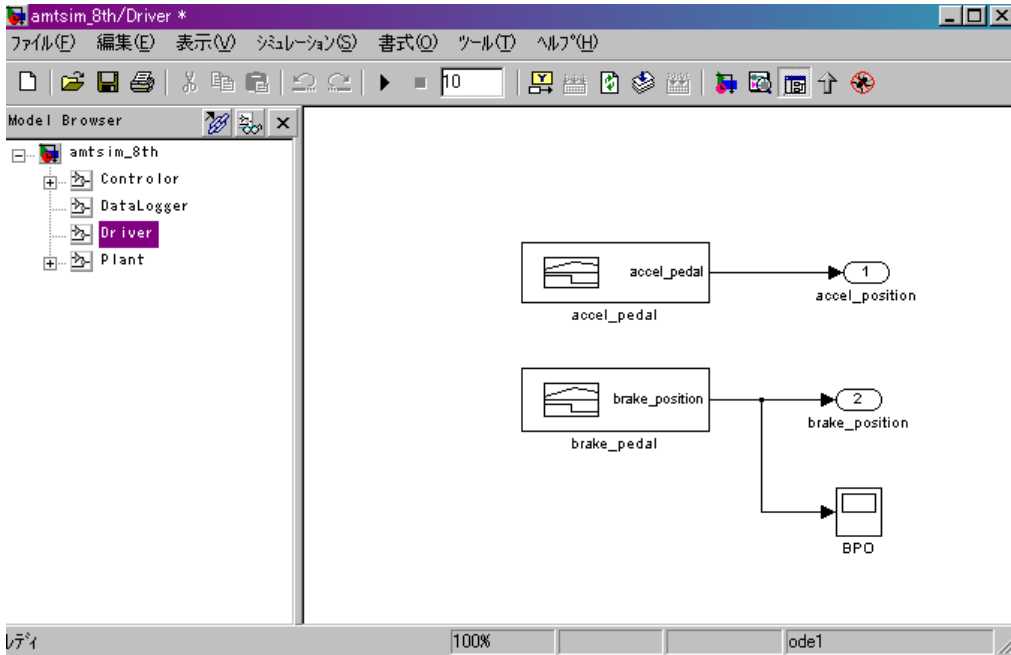 amtsim_8th/Driver *
ファイル(F) 編集(E) 表示(V) シミュレーション(S) 書式(O) ツール(T) ヘルプ(H)
10
Model Browser
amtsim_8th
Controlor
DataLogger
Driver
Plant
accel_pedal
1
accel_pedal
accel_position
brake_position
2
brake_pedal
brake_position
BPO
レディ
100%
ode1